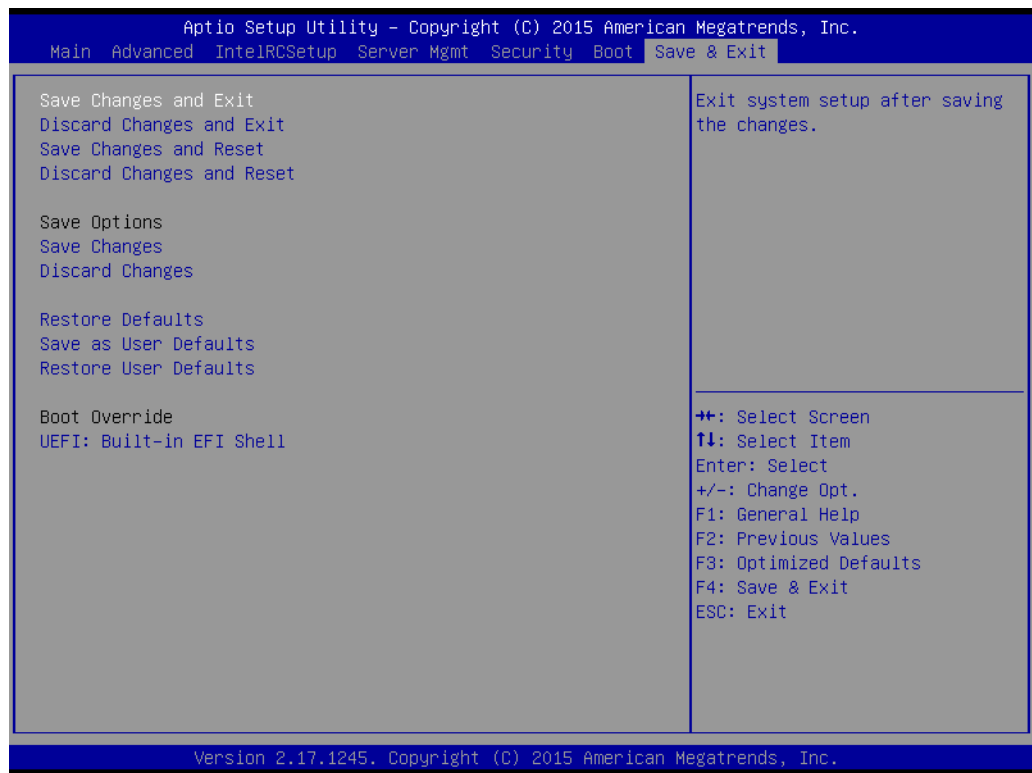 Aptio Setup Utility – Copyright (C) 2015 American Megatrends, Inc.
Main Advanced IntelRCSetup Server Mgmt Security Boot Save & Exit
Save Changes and Exit
Discard Changes and Exit
Save Changes and Reset
Discard Changes and Reset
Save Options
Save Changes
Discard Changes
Restore Defaults
Save as User Defaults
Restore User Defaults
Boot Override
UEFI: Built-in EFI Shell
Exit system setup after saving
the changes.
→←: Select Screen
↑↓: Select Item
Enter: Select
+/-: Change Opt.
F1: General Help
F2: Previous Values
F3: Optimized Defaults
F4: Save & Exit
ESC: Exit
Version 2.17.1245. Copyright (C) 2015 American Megatrends, Inc.